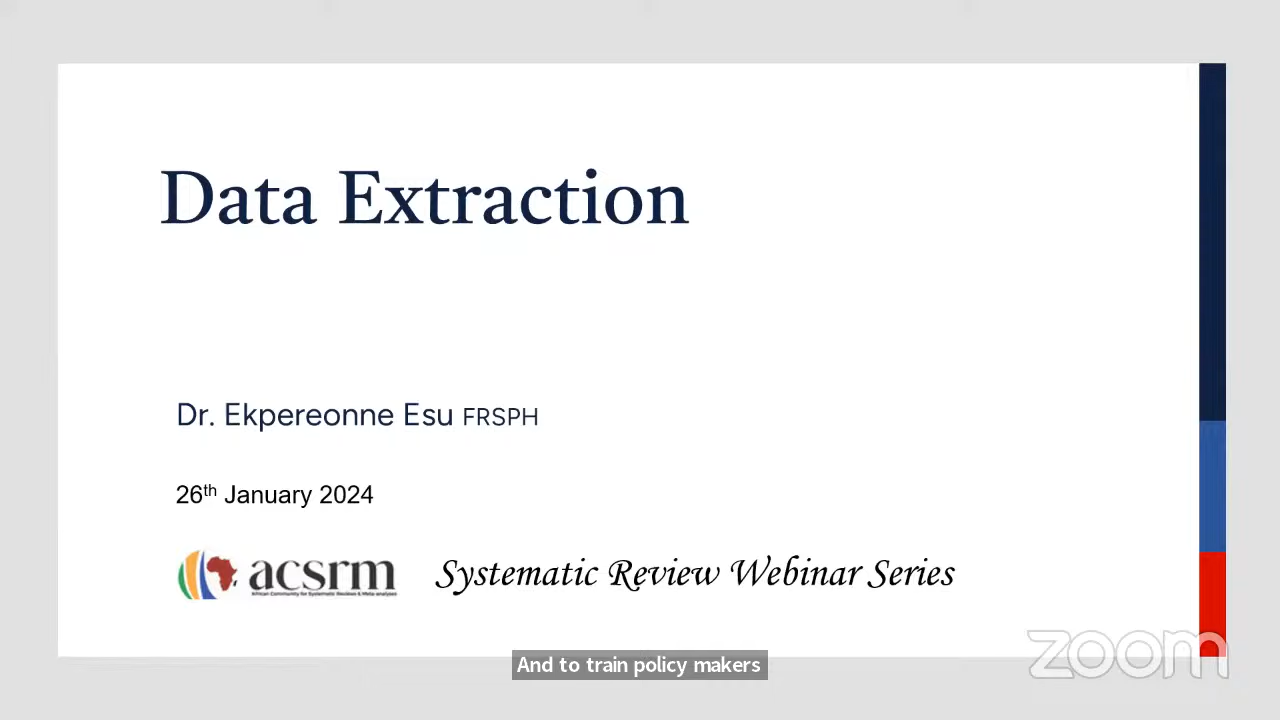 Data Extraction
Dr. Ekpereonne Esu FRSPH
26th January 2024
acsrm
African Community for Systematic Reviews & Meta-analyses
Systematic Review Webinar Series
zoom
And to train policy makers